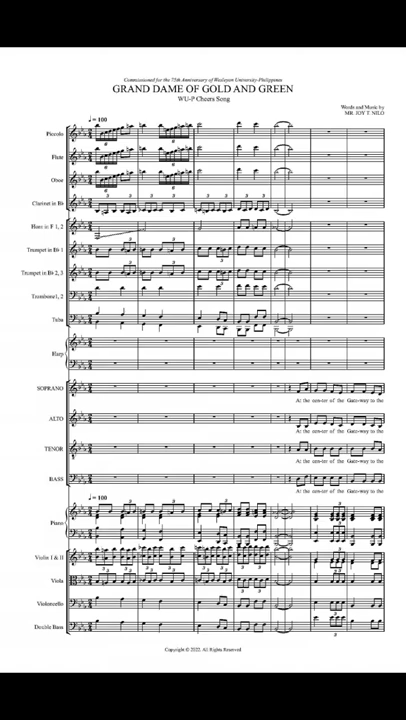 Commissioned for the 75th Anniversary of Wesleyan University-Philippines
GRAND DAME OF GOLD AND GREEN
WU-P Cheers Song
Words and Music by
MR. JOY T. NILO
♩ = 100
Piccolo
Flute
Oboe
Clarinet in B♭
Horn in F 1, 2
Trumpet in B♭ 1
Trumpet in B♭ 2, 3
Trombone 1, 2
Tuba
Harp
SOPRANO
At the cen-ter of the Gate-way to the
ALTO
At the cen-ter of the Gate-way to the
TENOR
At the cen-ter of the Gate-way to the
BASS
At the cen-ter of the Gate-way to the
♩ = 100
Piano
Violin I & II
Viola
Violoncello
Double Bass
Copyright © 2022. All Rights Reserved